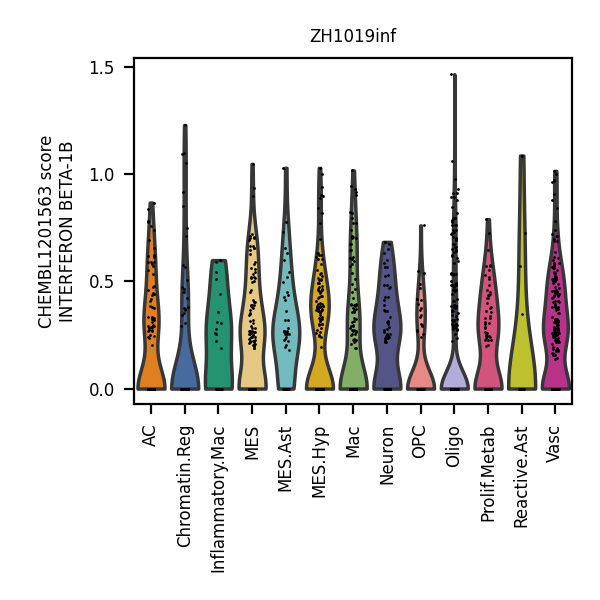 ZH1019inf
CHEMBL1201563 score
INTERFERON BETA-1B
1.5
1.0
0.5
0.0
AC
Chromatin.Reg
Inflammatory.Mac
MES
MES.Ast
MES.Hyp
Mac
Neuron
OPC
Oligo
Prolif.Metab
Reactive.Ast
Vasc